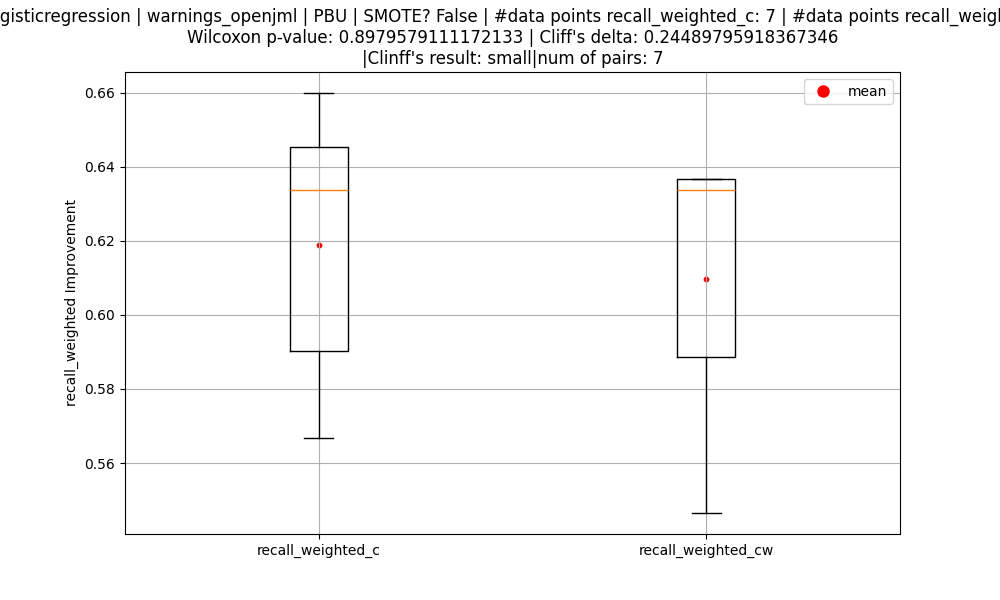 gisticregression | warnings_openjml | PBU | SMOTE? False | #data points recall_weighted_c: 7 | #data points
Wilcoxon p-value: 0.8979579111172133 | Cliff's delta: 0.24489795918367346
|Clinff's result: small|num of pairs: 7
mean
0.66
0.64
0.62
0.60
0.58
0.56
recall_weighted Improvement
recall_weighted_c
recall_weighted_cw